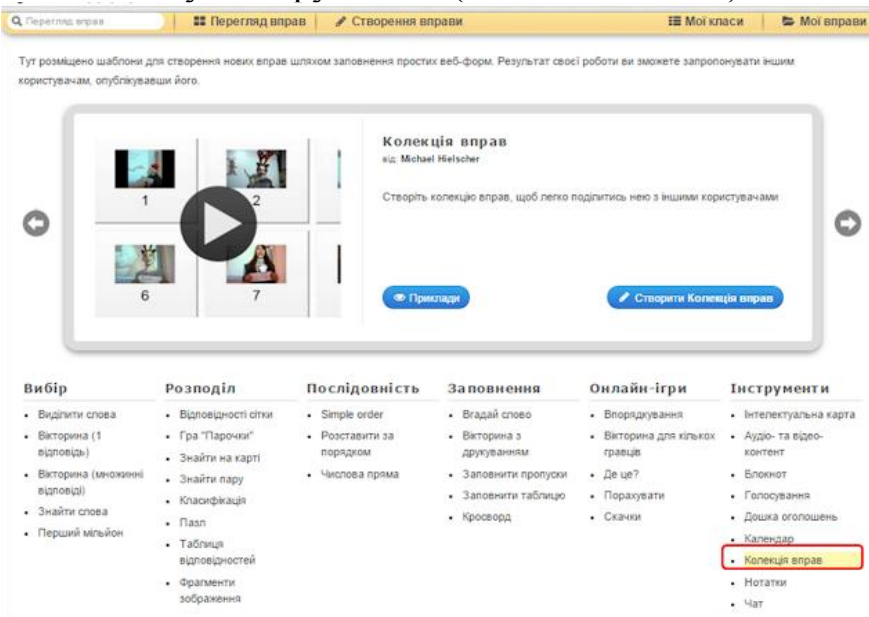 Перегляд вправ
Перегляд вправ
Створення вправи
Мої класи
Мої вправи
Тут розміщено шаблони для створення нових вправ шляхом заповнення простих веб-форм. Результат своєї роботи ви зможете запропонувати іншим
користувачам, опублікувавши його.
1
2
6
7
Колекція вправ
від Michael Hielscher
Створіть колекцію вправ, щоб легко поділитись нею з іншими користувачами
Приклади
Створити Колекція вправ
Вибір
Виділити слова
Вікторина (1
відповідь)
Вікторина (множинні
відповіді)
Знайти слова
Перший мільйон
Розподіл
Відповідності сітки
Гра "Парочки"
Знайти на карті
Знайти пару
Класифікація
Пазл
Таблиця
відповідностей
Фрагменти
зображення
Послідовність
Simple order
Розставити за
порядком
Числова пряма
Заповнення
Вгадай слово
Вікторина з
друкуванням
Заповнити пропуски
Заповнити таблицю
Кросворд
Онлайн-ігри
Впорядкування
Вікторина для кількох
гравців
Де це?
Порахувати
Скачки
Інструменти
Інтелектуальна карта
Аудіо- та відео-
контент
Блокнот
Голосування
Дошка оголошень
Календар
Колекція вправ
Нотатки
Чат